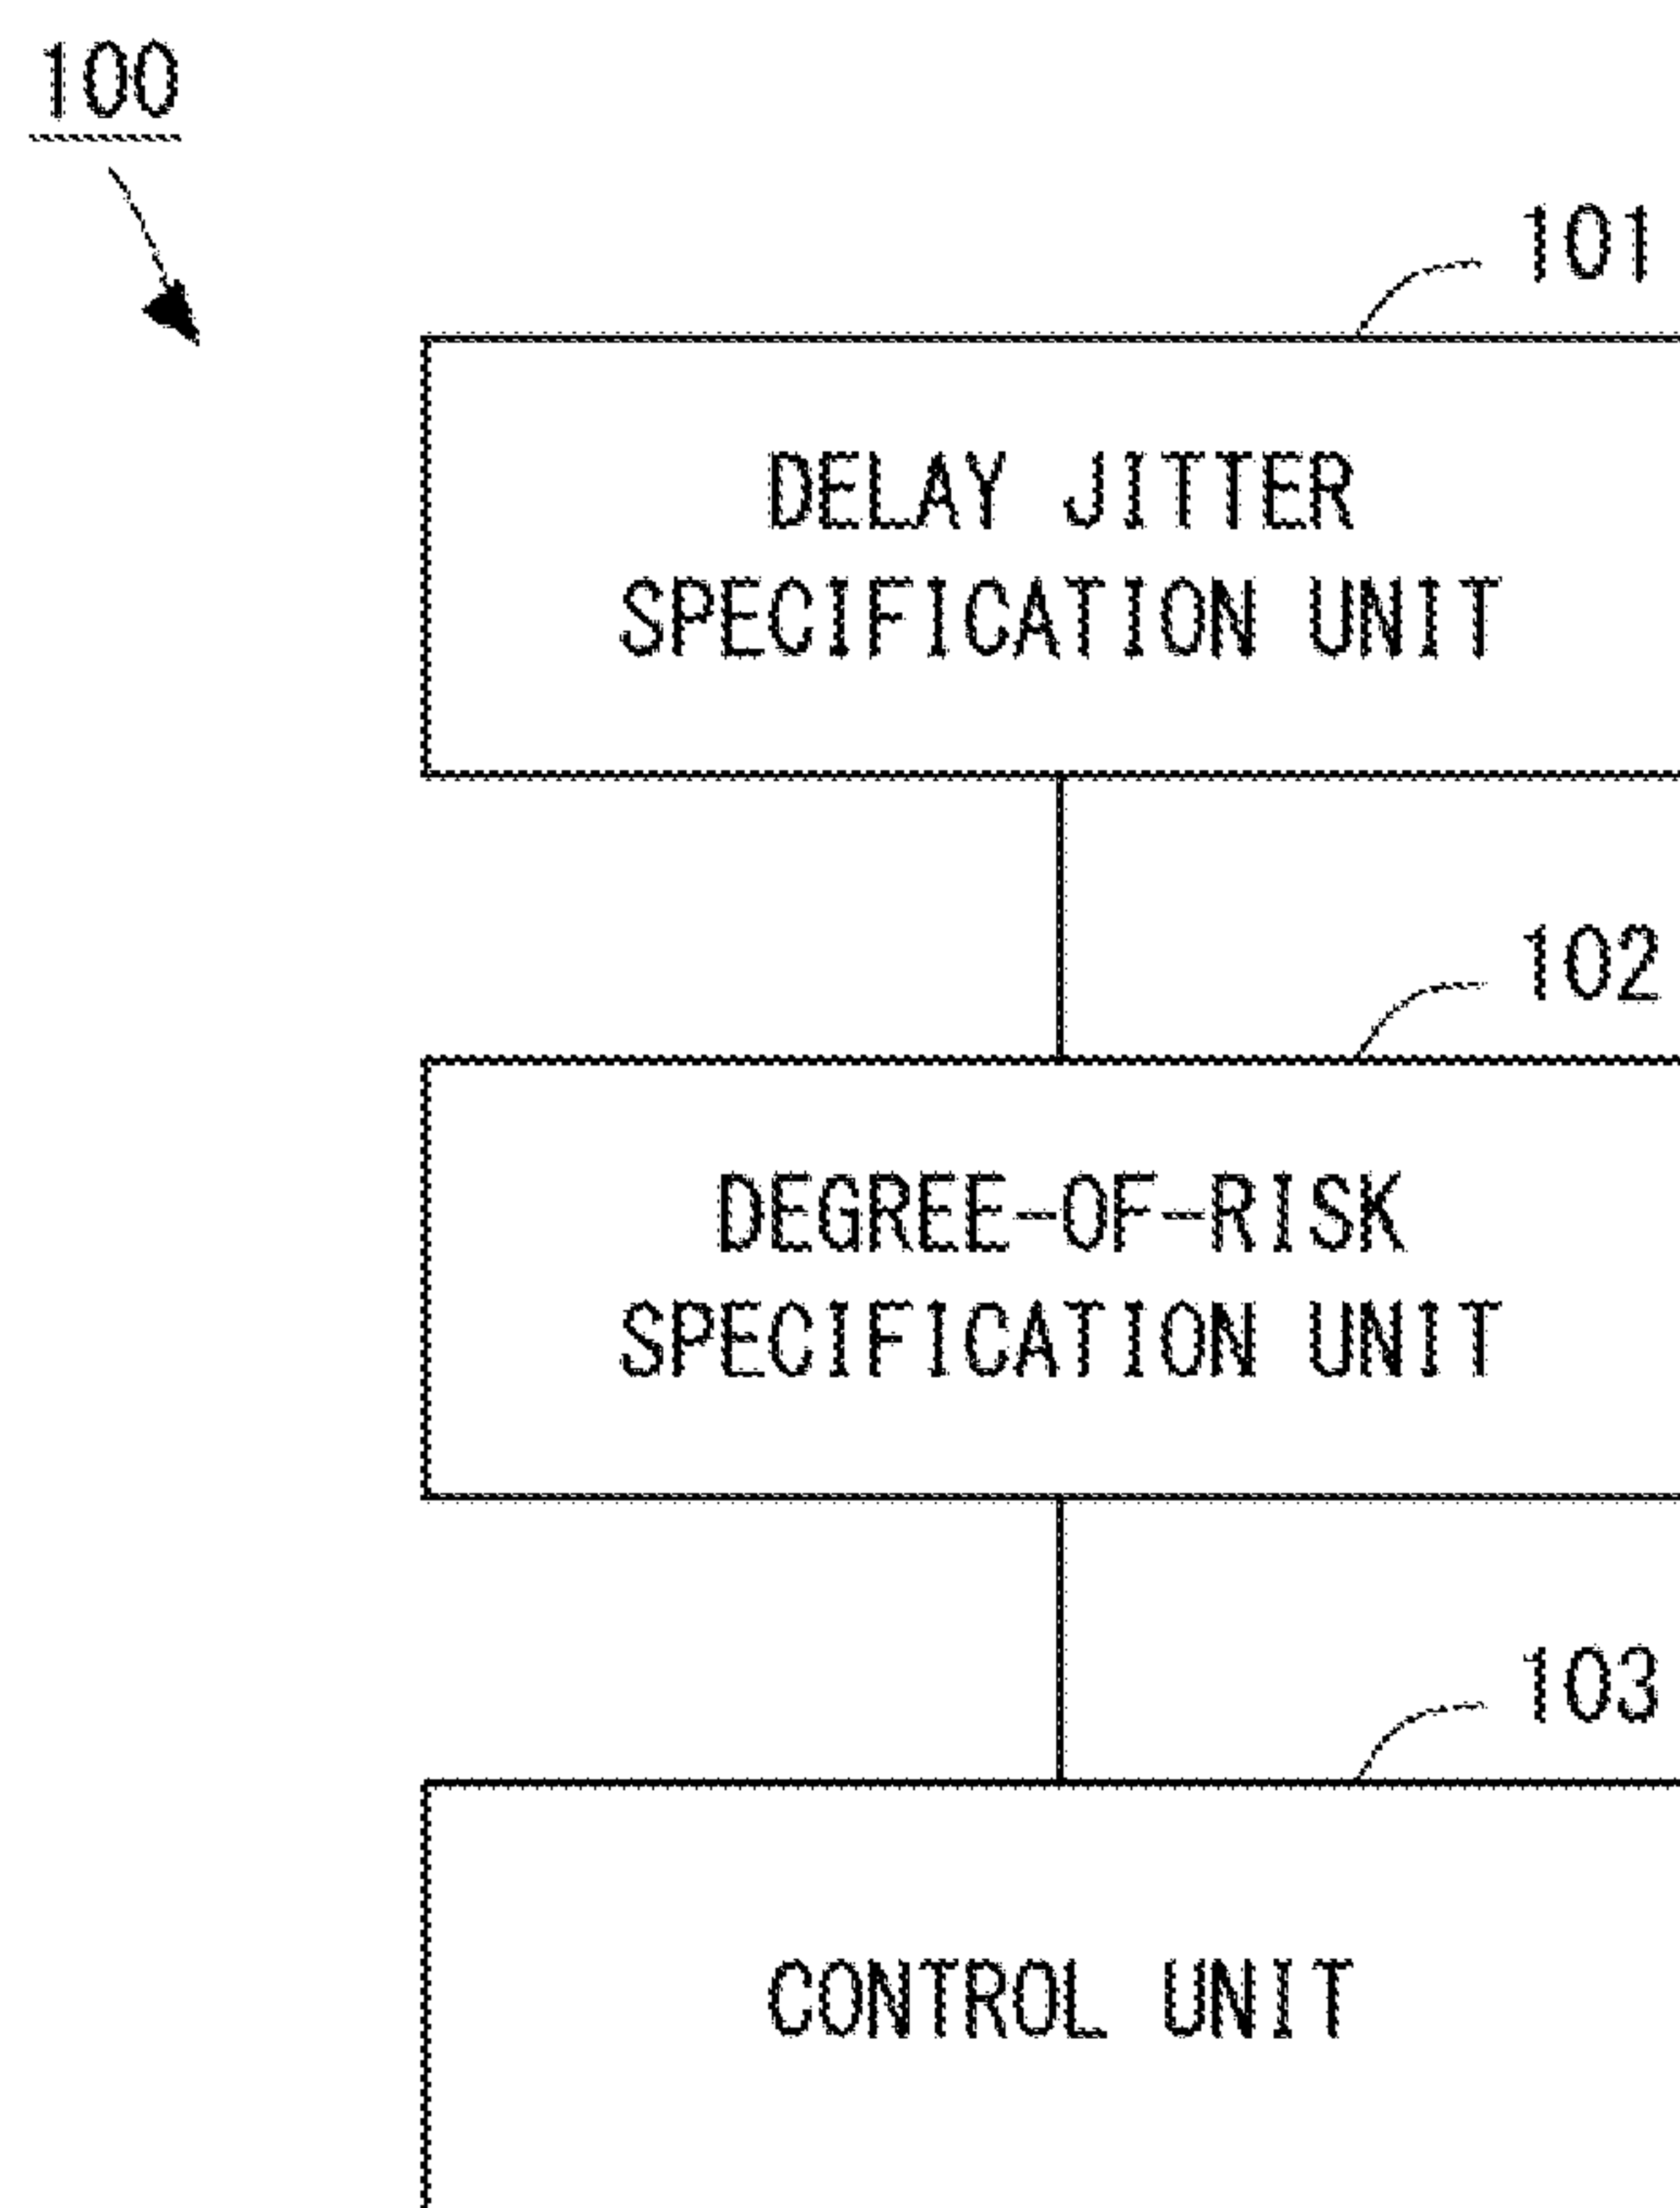 100
101
DELAY JITTER
SPECIFICATION UNIT
102
DEGREE-OF-RISK
SPECIFICATION UNIT
103
CONTROL UNIT